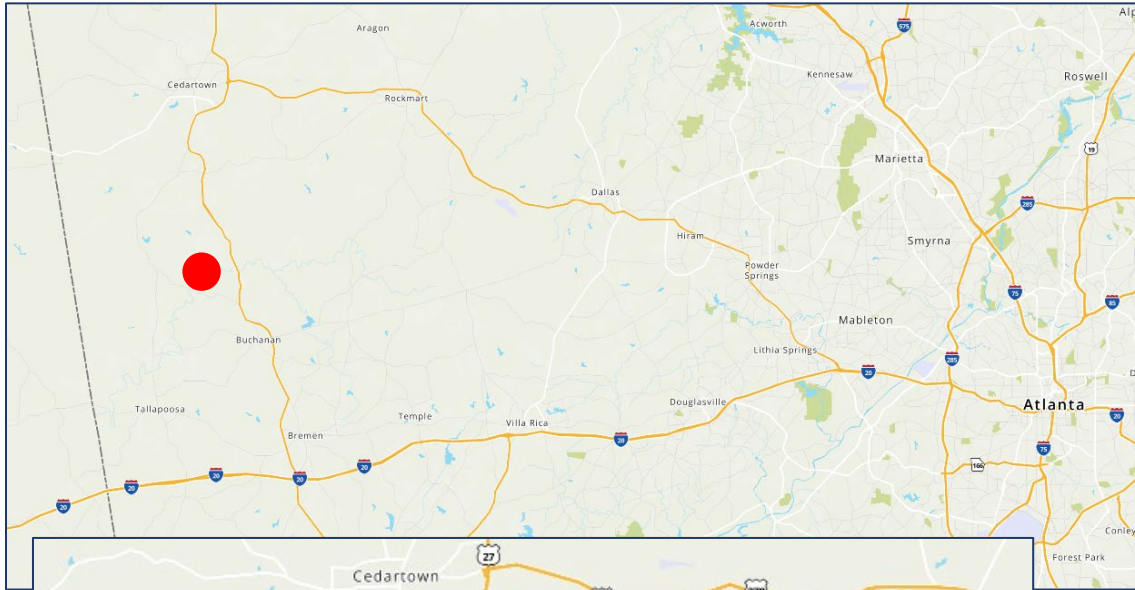 Alp
Acworth
575
Aragon
Kennesaw
Roswell
Cedartown
Rockmart
19
Marietta
Dallas
285
Hiram
Smyrna
Powder
Springs
75
85
Mableton
Buchanan
Lithia Springs
285
20
D
Tallapoosa
Temple
Villa Rica
Douglasville
Atlanta
20
Bremen
20
75
20
20
20
20
20
166
Conley
Forest Park
27
Cedartown